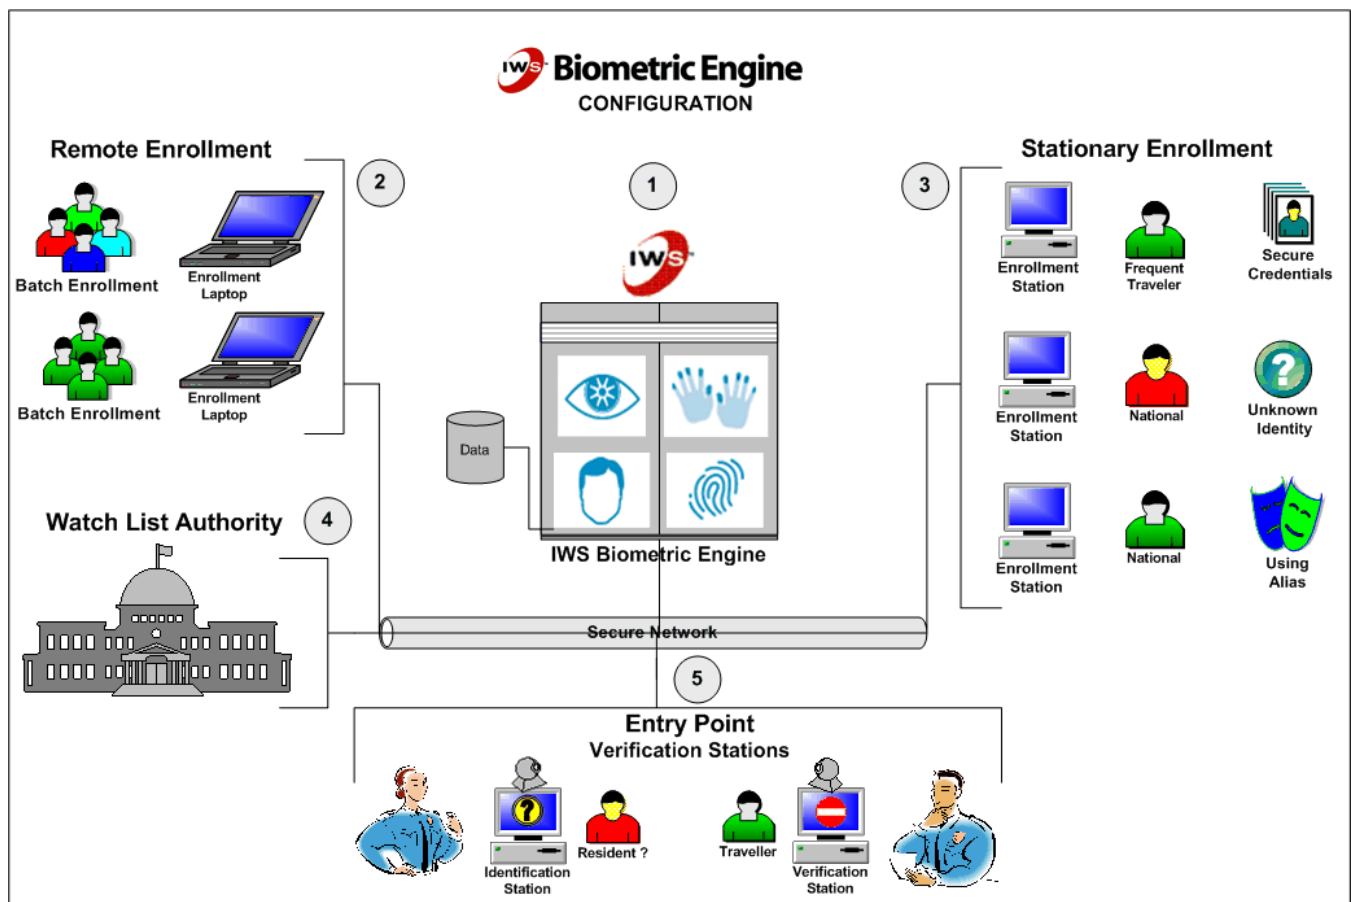 IWS™ Biometric Engine
CONFIGURATION
Remote Enrollment
2
Batch Enrollment
Enrollment
Laptop
Batch Enrollment
Enrollment
Laptop
1
IWS™
Data
IWS Biometric Engine
3
Stationary Enrollment
Enrollment
Station
Frequent
Traveler
Secure
Credentials
Enrollment
Station
National
?
Unknown
Identity
Enrollment
Station
National
Using
Alias
Watch List Authority
4
Secure Network
5
Entry Point
Verification Stations
?
Identification
Station
Resident ?
Traveller
Verification
Station